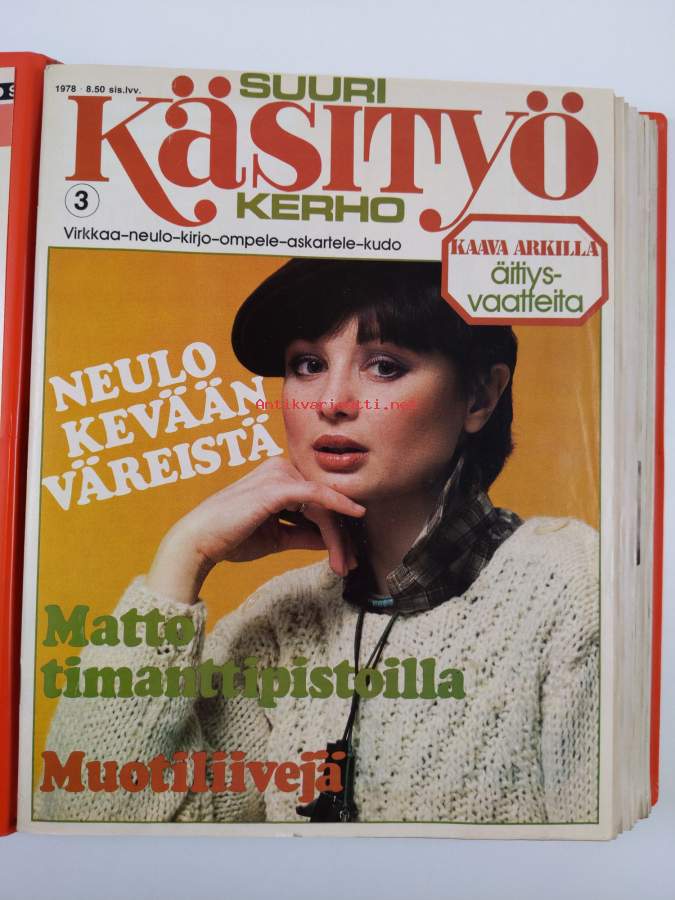 1978 · 8.50 sis.lvv.
SUURI
KÄSITYÖ
KERHO
3
Virkkaa–neulo–kirjo–ompele–askartele–kudo
KAAVA ARKILLA
äitiys-
vaatteita
NEULO
KEVÄÄN
VÄREISTÄ
Antikvariaatti.net
Matto
timanttipistoilla
Muotiliivejä